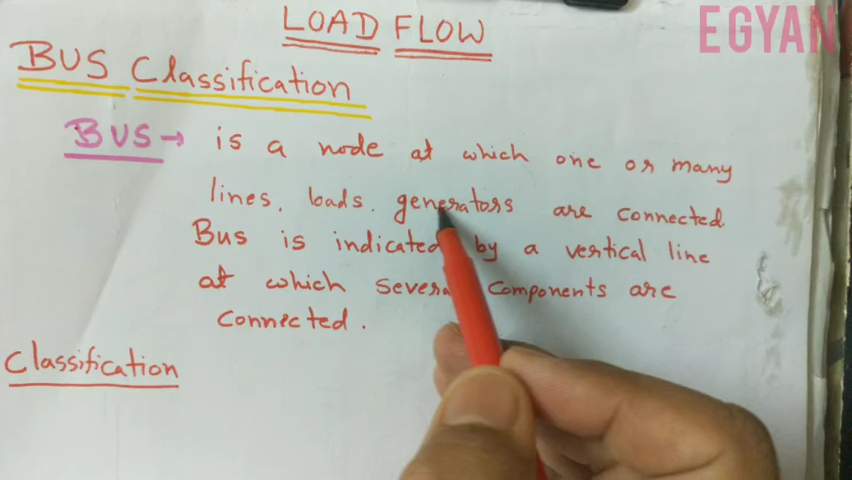 LOAD FLOW
E GYAN
BUS Classification
BUS → is a node at which one or many
lines, loads, generators are connected.
Bus is indicated by a vertical line
at which several components are
connected.
Classification